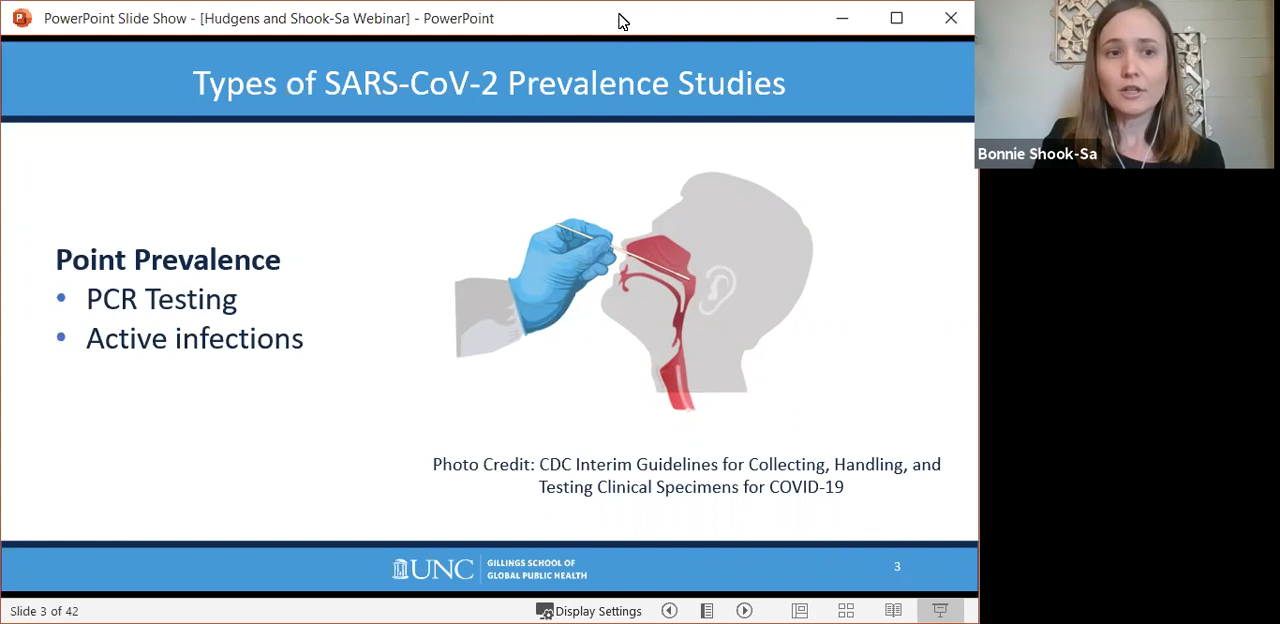 PowerPoint Slide Show - [Hudgens and Shook-Sa Webinar] - PowerPoint
Types of SARS-CoV-2 Prevalence Studies
Bonnie Shook-Sa
Point Prevalence
• PCR Testing
• Active infections
Photo Credit: CDC Interim Guidelines for Collecting, Handling, and
Testing Clinical Specimens for COVID-19
UNC
GILLINGS SCHOOL OF
GLOBAL PUBLIC HEALTH
3
Slide 3 of 42
Display Settings